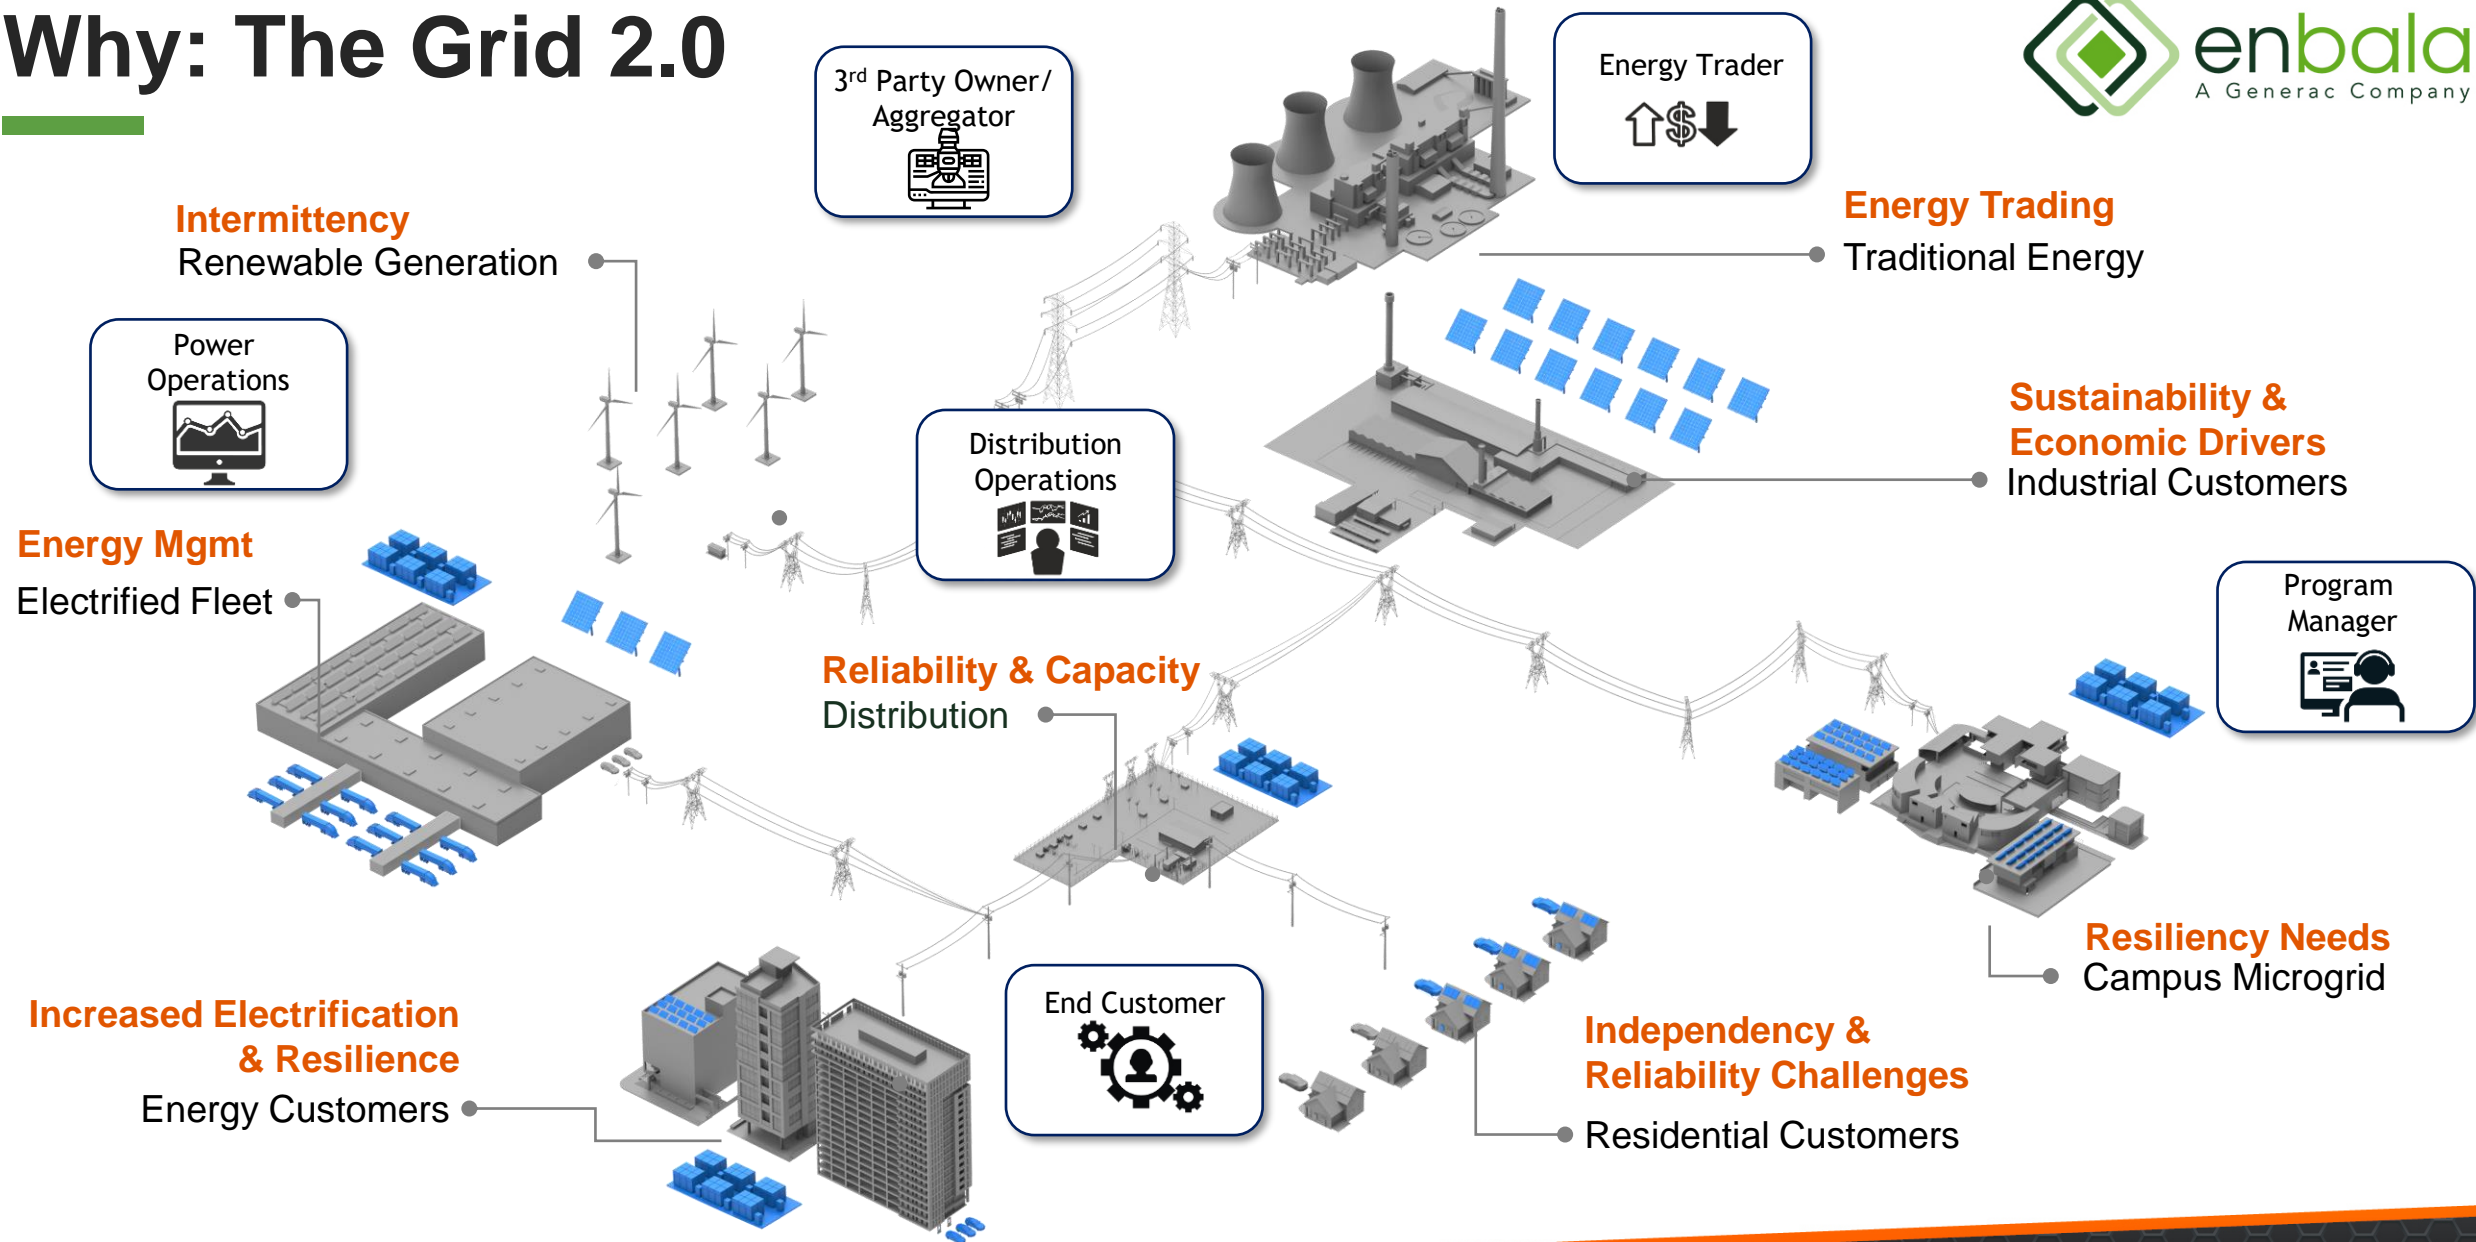 Why: The Grid 2.0
enbala
A Generac Company
3rd Party Owner/
Aggregator
Energy Trader
$
Intermittency
Renewable Generation
Energy Trading
Traditional Energy
Power
Operations
Distribution
Operations
Sustainability &
Economic Drivers
Industrial Customers
Energy Mgmt
Electrified Fleet
Program
Manager
Reliability & Capacity
Distribution
Resiliency Needs
Campus Microgrid
End Customer
Increased Electrification
& Resilience
Energy Customers
Independency &
Reliability Challenges
Residential Customers